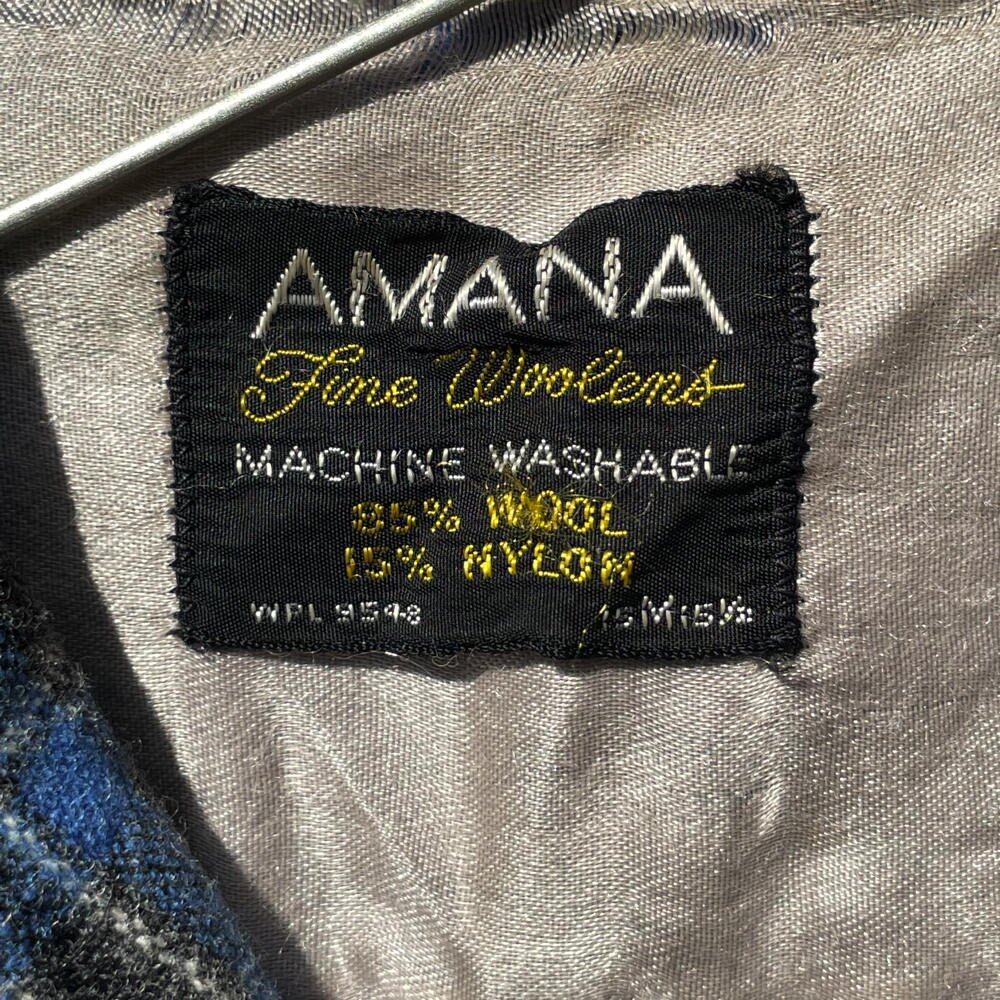 AMANA
Fine Woolens
MACHINE WASHABLE
85% WOOL
15% NYLON
WPL 9548 15 M 15½